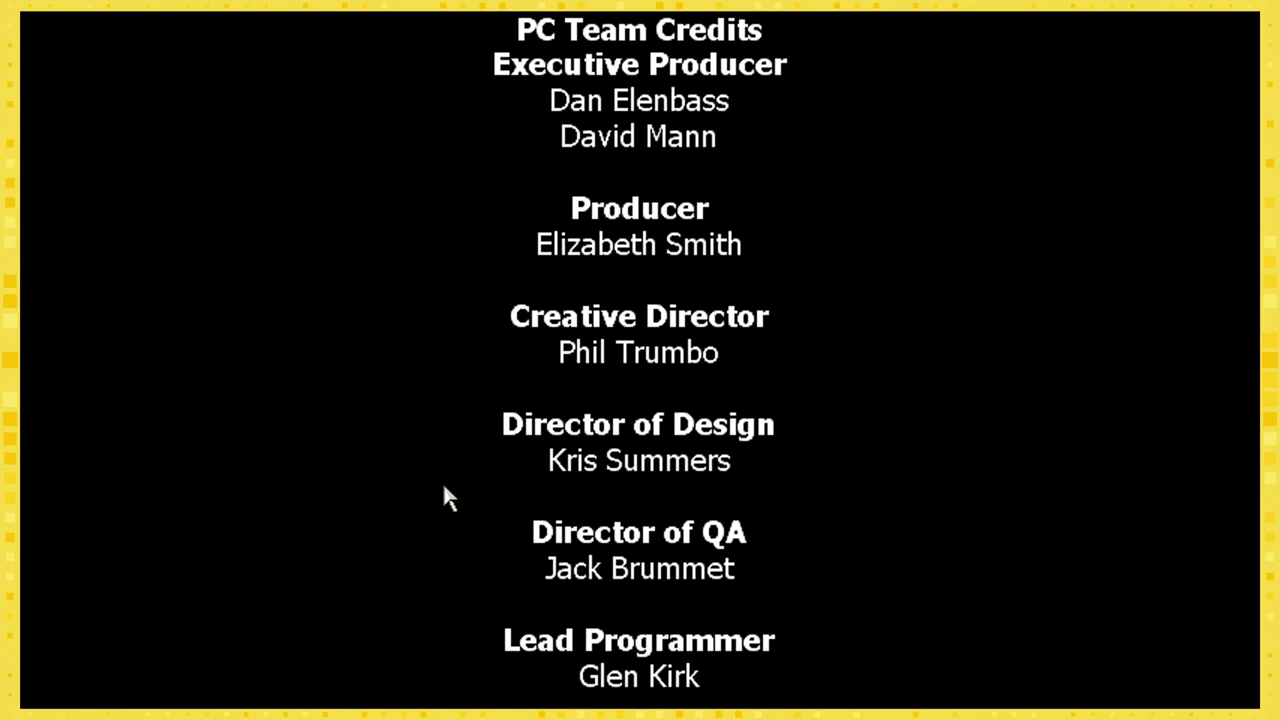 PC Team Credits
Executive Producer
Dan Elenbass
David Mann
Producer
Elizabeth Smith
Creative Director
Phil Trumbo
Director of Design
Kris Summers
Director of QA
Jack Brummet
Lead Programmer
Glen Kirk